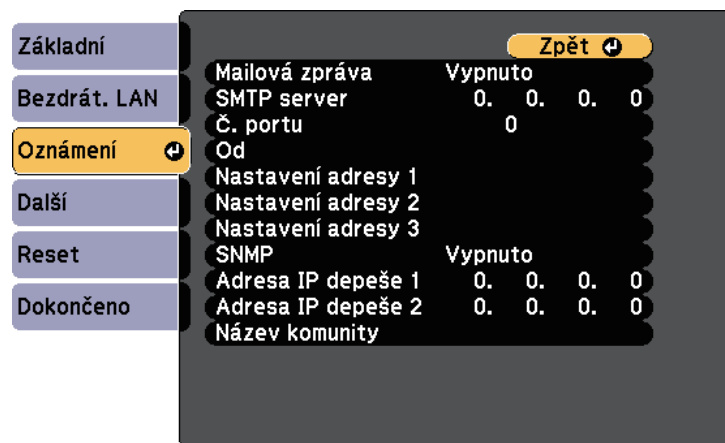 Základní
Bezdrát. LAN
Oznámení
Další
Reset
Dokončeno
Zpět
Mailová zpráva Vypnuto
SMTP server 0. 0. 0. 0
Č. portu 0
Od
Nastavení adresy 1
Nastavení adresy 2
Nastavení adresy 3
SNMP Vypnuto
Adresa IP depeše 1 0. 0. 0. 0
Adresa IP depeše 2 0. 0. 0. 0
Název komunity